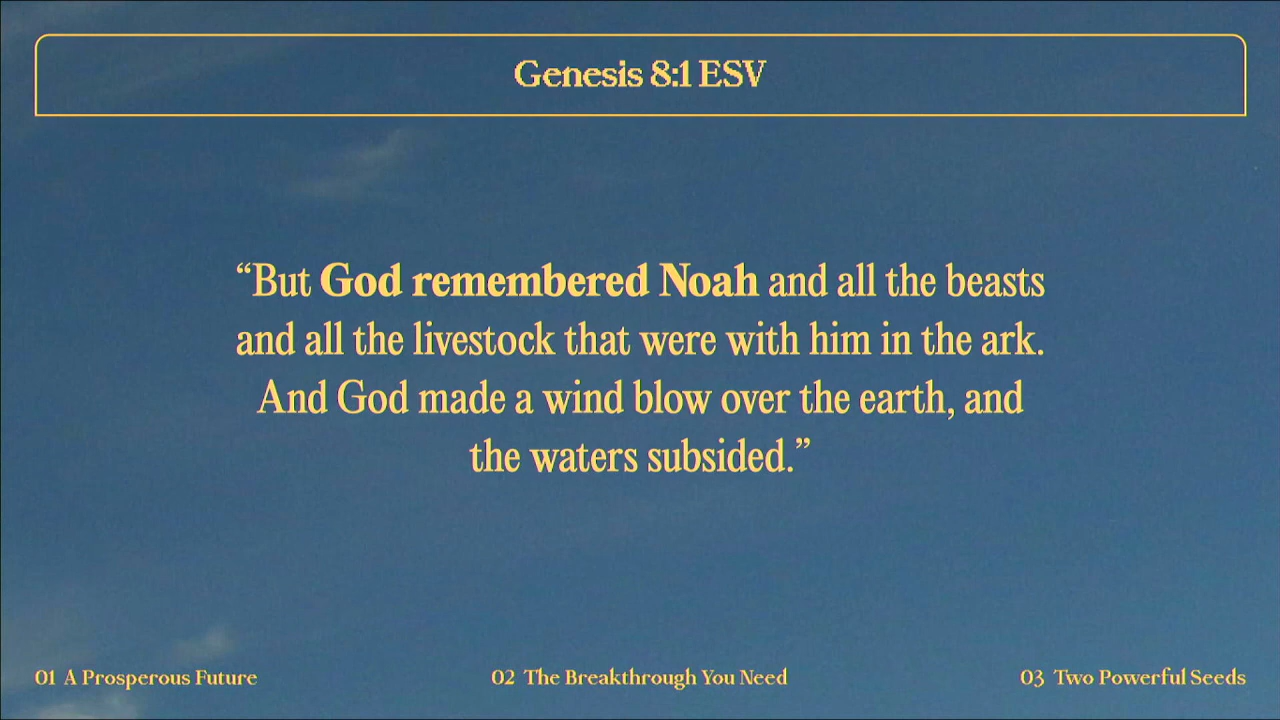 Genesis 8:1 ESV
“But God remembered Noah and all the beasts
and all the livestock that were with him in the ark.
And God made a wind blow over the earth, and
the waters subsided.”
01 A Prosperous Future
02 The Breakthrough You Need
03 Two Powerful Seeds